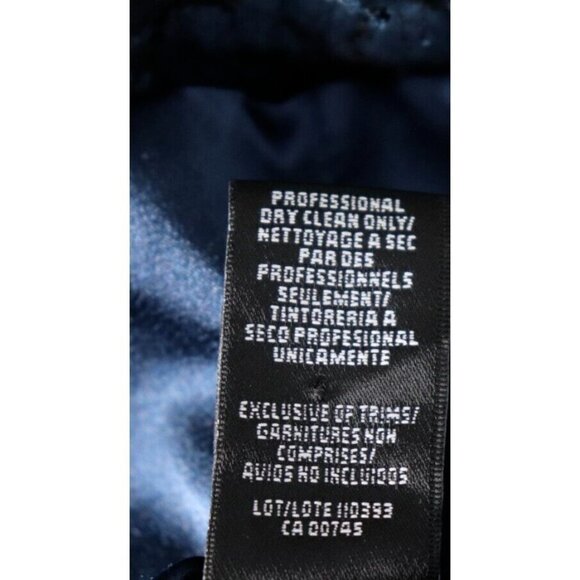 PROFESSIONAL
DRY CLEAN ONLY/
NETTOYAGE A SEC
PAR DES
PROFESSIONNELS
SEULEMENT/
TINTORERIA A
SECO PROFESIONAL
UNICAMENTE
EXCLUSIVE OF TRIMS/
GARNITURES NON
COMPRISES/
AVIOS NO INCLUIDOS
LOT/LOTE 110393
CA 00745